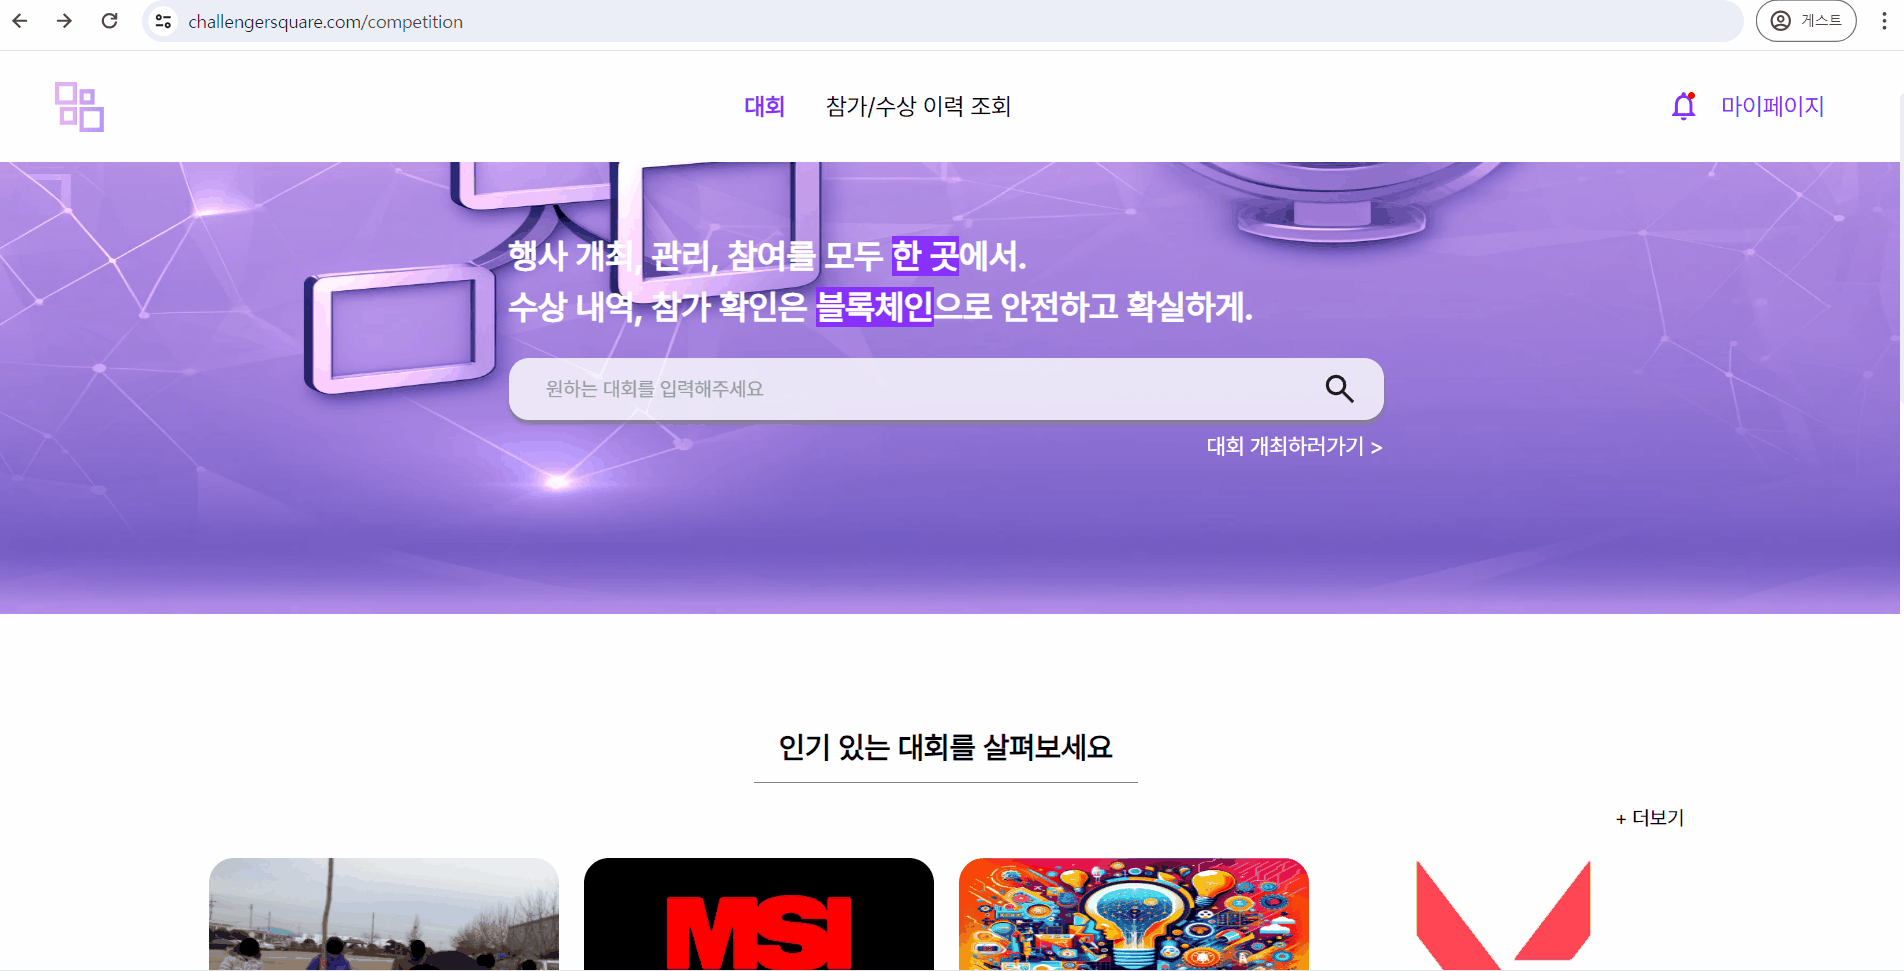 challengersquare.com/competition
게스트
대회
참가/수상 이력 조회
마이페이지
행사 개최, 관리, 참여를 모두 한 곳에서.
수상 내역, 참가 확인은 블록체인으로 안전하고 확실하게.
원하는 대회를 입력해주세요
대회 개최하러가기 >
인기 있는 대회를 살펴보세요
+ 더보기
MSI